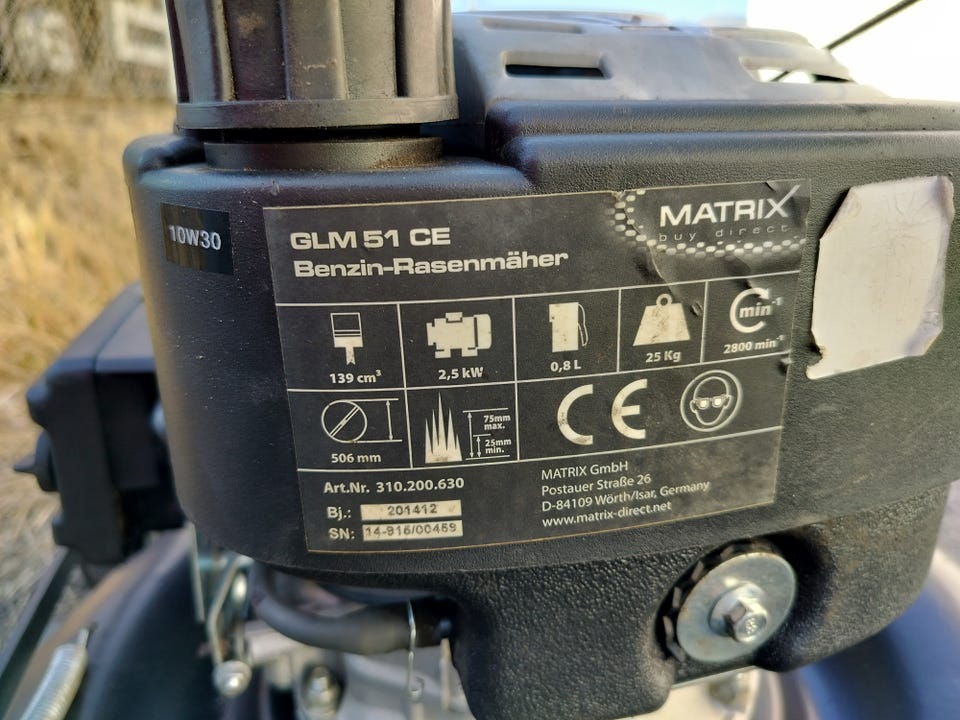 10W30
GLM 51 CE
Benzin-Rasenmäher
MATRIX
buy direct
139 cm³
2,5 kW
0,8 L
25 Kg
min⁻¹
2800 min⁻¹
506 mm
75mm
max.
25mm
min.
CE
Art.Nr. 310.200.630
Bj.: 201412
SN: 14-915/00459
MATRIX GmbH
Postauer Straße 26
D-84109 Wörth/Isar, Germany
www.matrix-direct.net